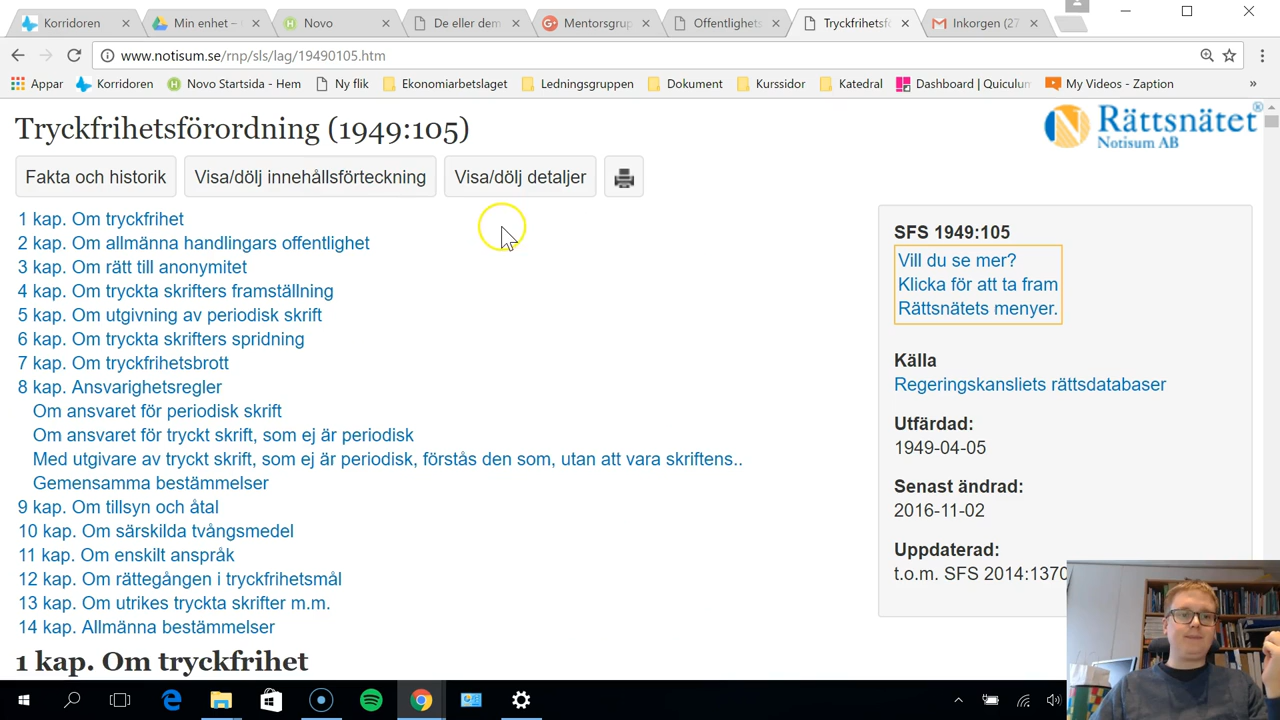 Korridoren
Min enhet –
Novo
De eller dem
Mentorsgrup
Offentlighets
Tryckfrihetsfö
Inkorgen (27
www.notisum.se/rnp/sls/lag/19490105.htm
Appar
Korridoren
Novo Startsida - Hem
Ny flik
Ekonomiarbetslaget
Ledningsgruppen
Dokument
Kurssidor
Katedral
Dashboard | Quiculum
My Videos - Zaption
»
Tryckfrihetsförordning (1949:105)
Rättsnätet®
Notisum AB
Fakta och historik
Visa/dölj innehållsförteckning
Visa/dölj detaljer
1 kap. Om tryckfrihet
2 kap. Om allmänna handlingars offentlighet
3 kap. Om rätt till anonymitet
4 kap. Om tryckta skrifters framställning
5 kap. Om utgivning av periodisk skrift
6 kap. Om tryckta skrifters spridning
7 kap. Om tryckfrihetsbrott
8 kap. Ansvarighetsregler
Om ansvaret för periodisk skrift
Om ansvaret för tryckt skrift, som ej är periodisk
Med utgivare av tryckt skrift, som ej är periodisk, förstås den som, utan att vara skriftens..
Gemensamma bestämmelser
9 kap. Om tillsyn och åtal
10 kap. Om särskilda tvångsmedel
11 kap. Om enskilt anspråk
12 kap. Om rättegången i tryckfrihetsmål
13 kap. Om utrikes tryckta skrifter m.m.
14 kap. Allmänna bestämmelser
1 kap. Om tryckfrihet
SFS 1949:105
Vill du se mer?
Klicka för att ta fram
Rättsnätets menyer.
Källa
Regeringskansliets rättsdatabaser
Utfärdad:
1949-04-05
Senast ändrad:
2016-11-02
Uppdaterad:
t.o.m. SFS 2014:1370